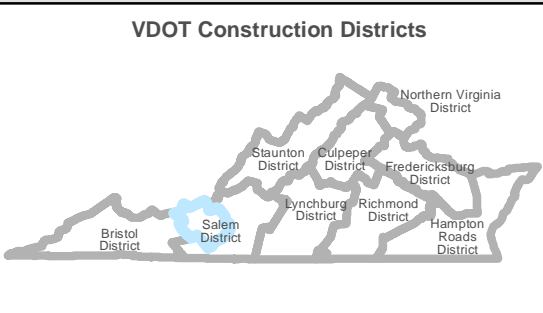 VDOT Construction Districts
Northern Virginia
District
Staunton
District
Culpeper
District
Fredericksburg
District
Lynchburg
District
Richmond
District
Hampton
Roads
District
Salem
District
Bristol
District